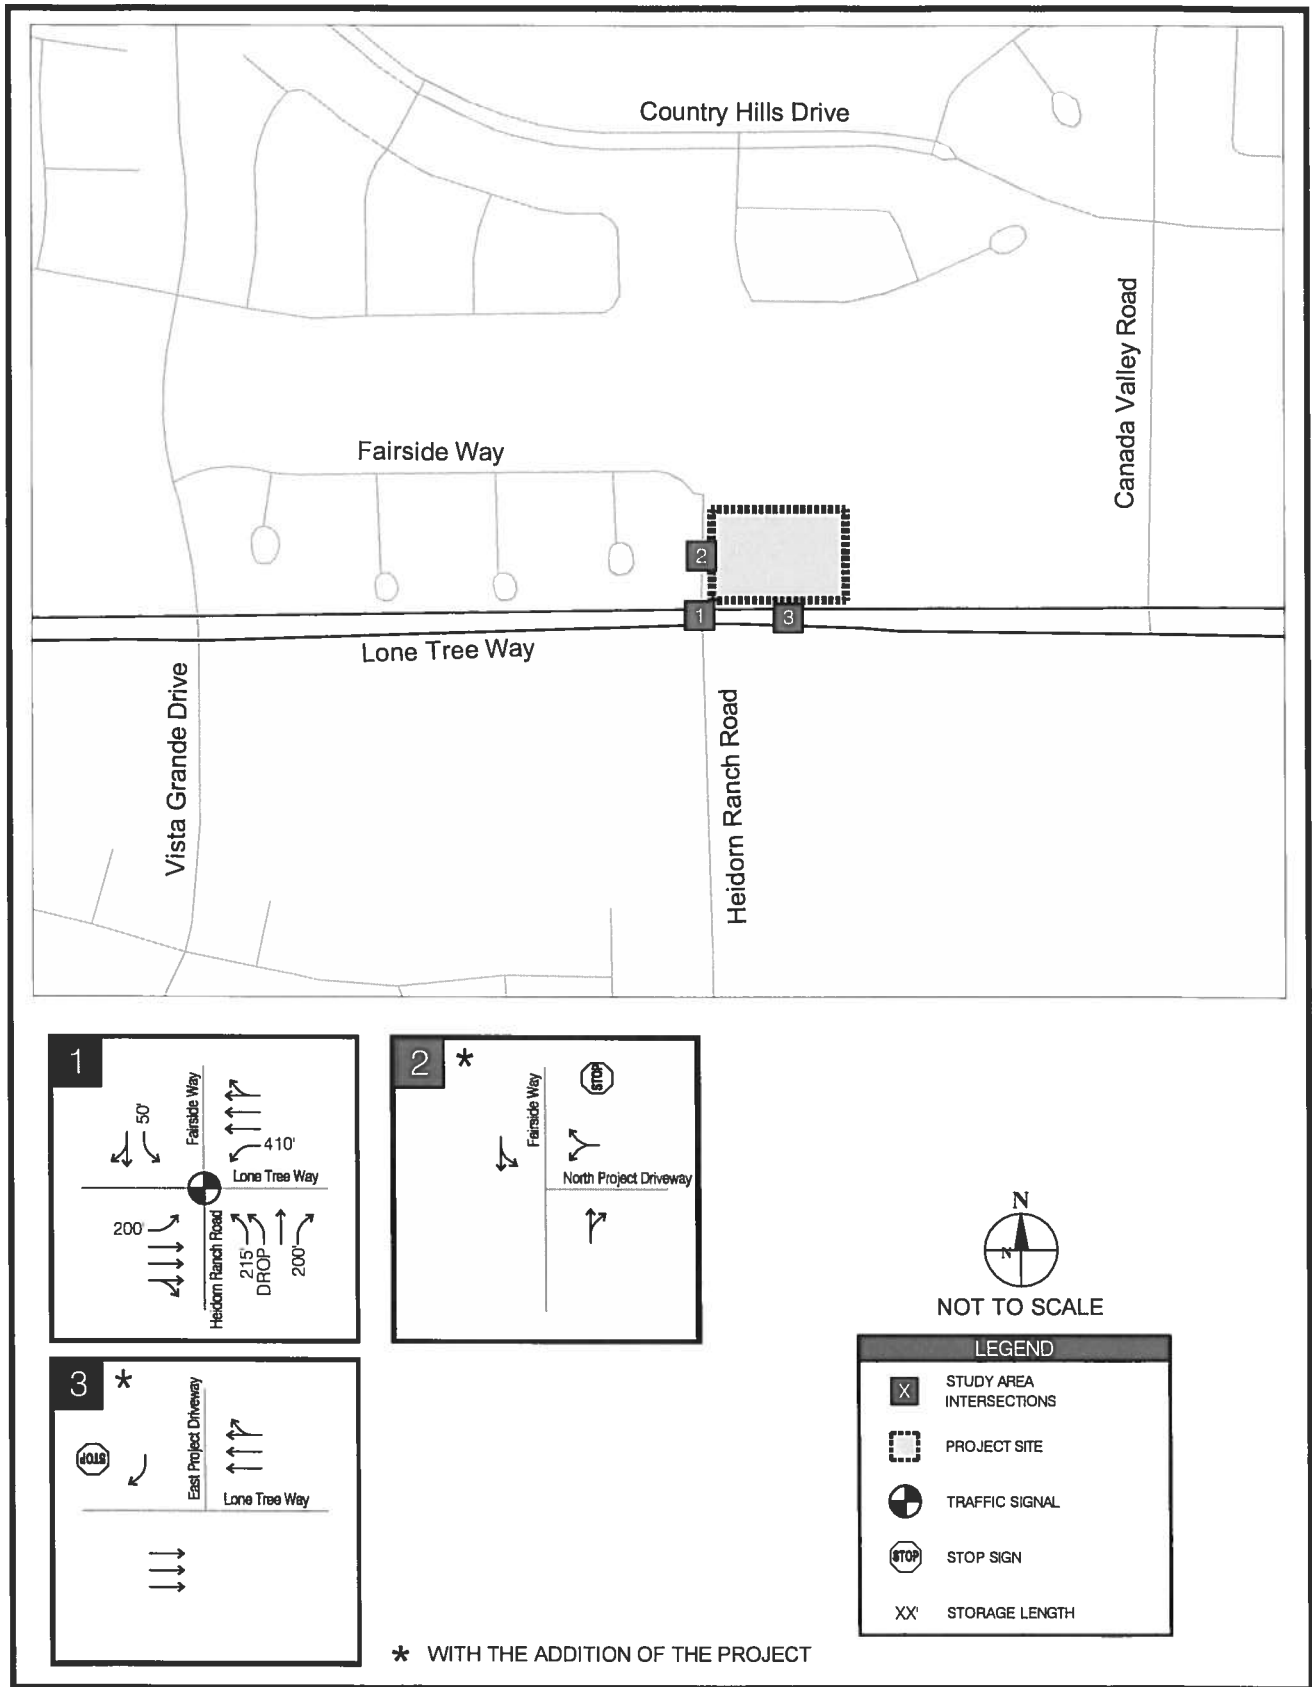 Country Hills Drive
Canada Valley Road
Fairside Way
2
1
3
Lone Tree Way
Vista Grande Drive
Heidorn Ranch Road
1
50'
Fairside Way
410'
Lone Tree Way
200'
Heidorn Ranch Road
215'
DROP
200'
2
*
STOP
Fairside Way
North Project Driveway
3
*
STOP
East Project Driveway
Lone Tree Way
N
N
NOT TO SCALE
LEGEND
X
STUDY AREA
INTERSECTIONS
PROJECT SITE
TRAFFIC SIGNAL
STOP
STOP SIGN
XX'
STORAGE LENGTH
* WITH THE ADDITION OF THE PROJECT